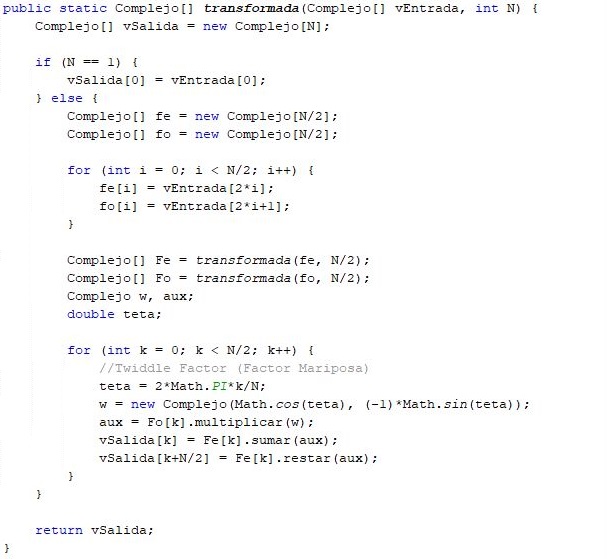 public static Complejo[] transformada(Complejo[] vEntrada, int N) {
    Complejo[] vSalida = new Complejo[N];

    if (N == 1) {
        vSalida[0] = vEntrada[0];
    } else {
        Complejo[] fe = new Complejo[N/2];
        Complejo[] fo = new Complejo[N/2];

        for (int i = 0; i < N/2; i++) {
            fe[i] = vEntrada[2*i];
            fo[i] = vEntrada[2*i+1];
        }

        Complejo[] Fe = transformada(fe, N/2);
        Complejo[] Fo = transformada(fo, N/2);
        Complejo w, aux;
        double teta;

        for (int k = 0; k < N/2; k++) {
            //Twiddle Factor (Factor Mariposa)
            teta = 2*Math.PI*k/N;
            w = new Complejo(Math.cos(teta), (-1)*Math.sin(teta));
            aux = Fo[k].multiplicar(w);
            vSalida[k] = Fe[k].sumar(aux);
            vSalida[k+N/2] = Fe[k].restar(aux);
        }
    }

    return vSalida;
}